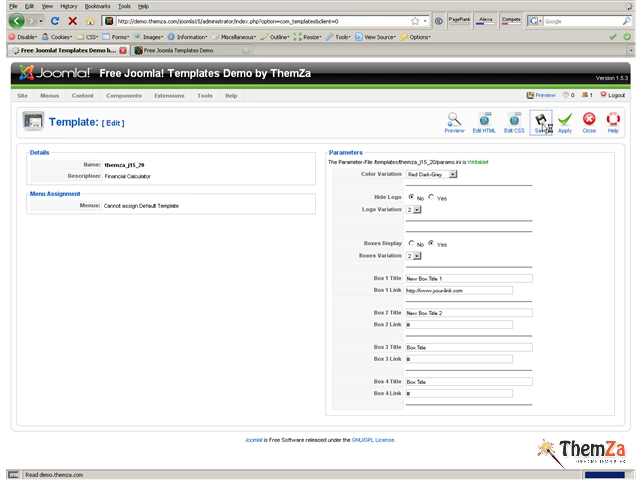 File Edit View History Bookmarks Tools Help
http://demo.themza.com/joomla15/administrator/index.php?option=com_templates&client=0
PageRank Alexa Compete
Disable Cookies CSS Forms Images Information Miscellaneous Outline Resize Tools View Source Options
Free Joomla! Templates Demo b... Free Joomla Templates Demo
Joomla! Free Joomla! Templates Demo by ThemZa
Version 1.5.3
Site Menus Content Components Extensions Tools Help Preview 0 1 Logout
Template: [ Edit ]
Preview Edit HTML Edit CSS Save Apply Close Help
Details
Name: themza_j15_20
Description: Financial Calculator
Menu Assignment
Menus: Cannot assign Default Template
Parameters
The Parameter-File /templates/themza_j15_20/params.ini is Writable!
Color Variation Red Dark-Grey
Hide Logo No Yes
Logo Variation 2
Boxes Display No Yes
Boxes Variation 2
Box 1 Title New Box Title 1
Box 1 Link http://www.your-link.com
Box 2 Title New Box Title 2
Box 2 Link #
Box 3 Title Box Title
Box 3 Link #
Box 4 Title Box Title
Box 4 Link #
Joomla! is Free Software released under the GNU/GPL License.
ThemZa
Read demo.themza.com